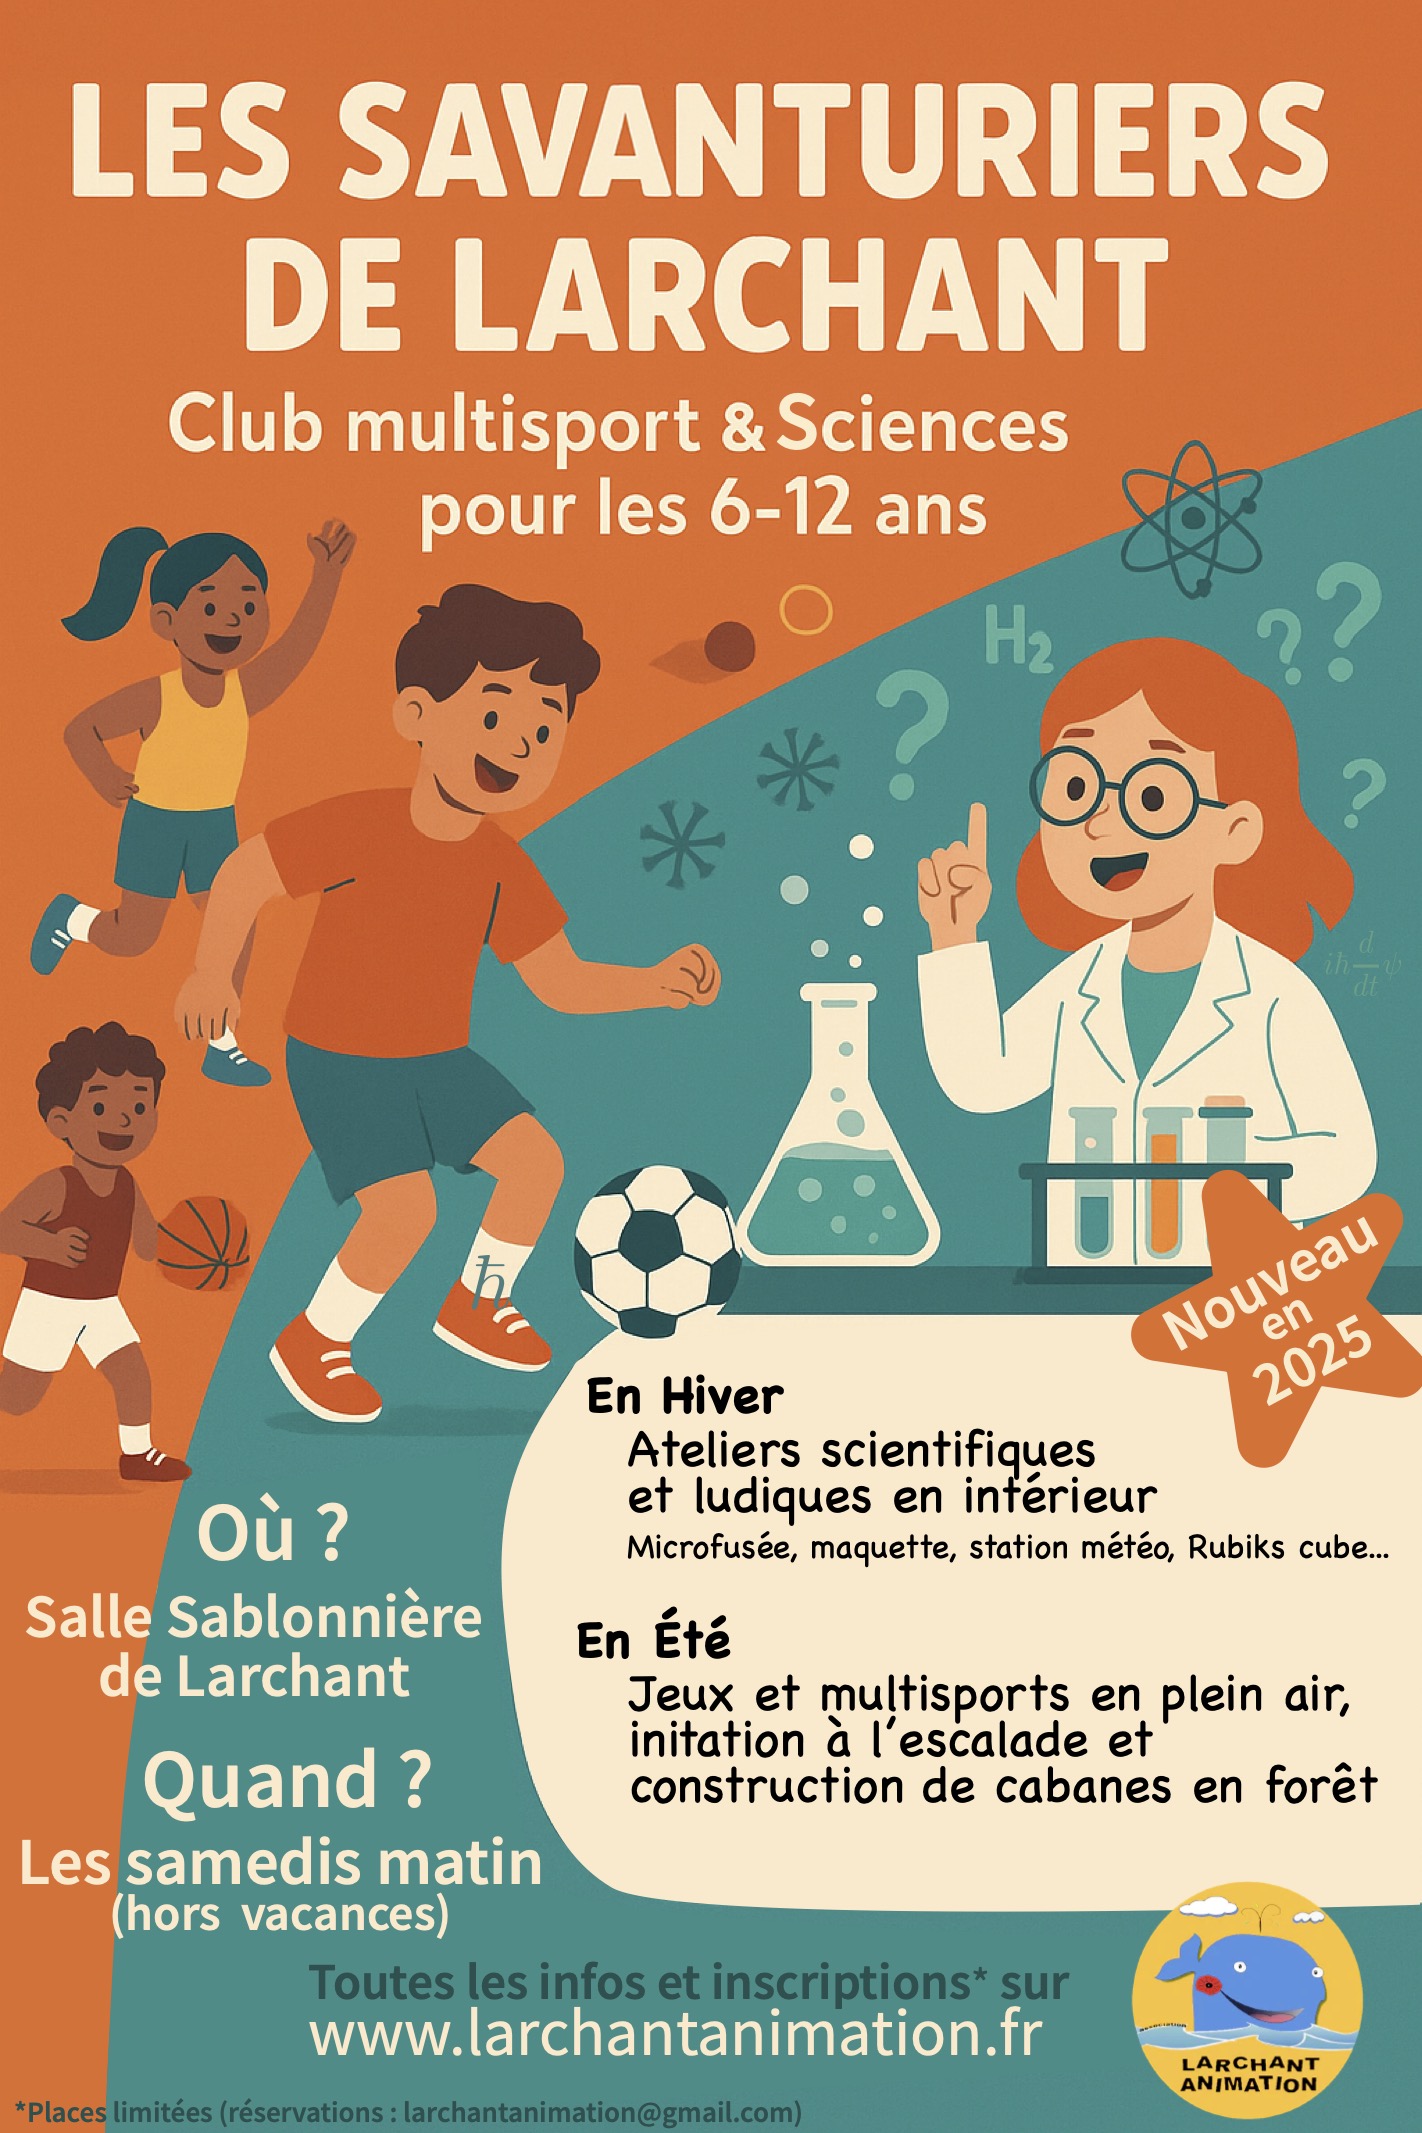 LES SAVANTURIERS
DE LARCHANT
Club multisport & Sciences
pour les 6-12 ans
H₂
? ? ? ?
iħ d/dt ψ
ħ
Nouveau
en
2025
En Hiver
Ateliers scientifiques
et ludiques en intérieur
Microfusée, maquette, station météo, Rubiks cube...
En Été
Jeux et multisports en plein air,
initation à l'escalade et
construction de cabanes en forêt
Où ?
Salle Sablonnière
de Larchant
Quand ?
Les samedis matin
(hors vacances)
Toutes les infos et inscriptions* sur
www.larchantanimation.fr
association
LARCHANT
ANIMATION
*Places limitées (réservations : larchantanimation@gmail.com)